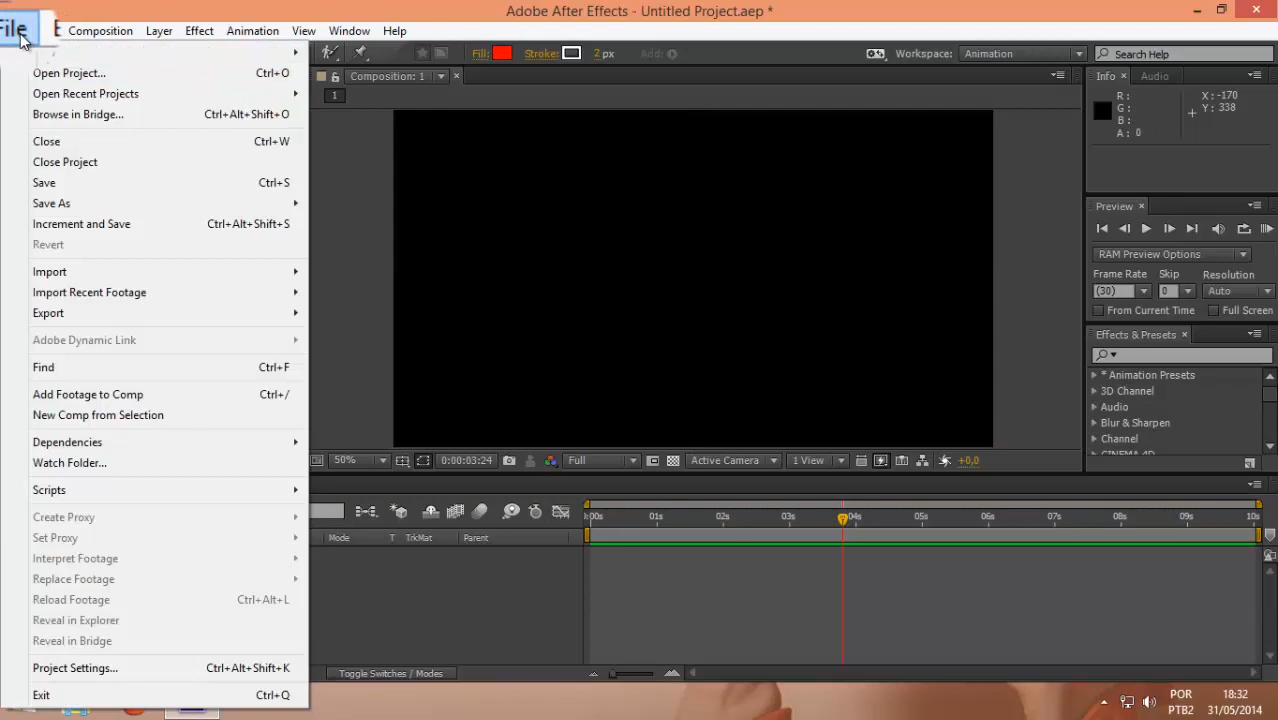 Adobe After Effects - Untitled Project.aep *
File Composition Layer Effect Animation View Window Help
Fill: Stroke: 2 px Add: Workspace: Animation Search Help
Open Project... Ctrl+O
Open Recent Projects
Browse in Bridge... Ctrl+Alt+Shift+O
Close Ctrl+W
Close Project
Save Ctrl+S
Save As
Increment and Save Ctrl+Alt+Shift+S
Revert
Import
Import Recent Footage
Export
Adobe Dynamic Link
Find Ctrl+F
Add Footage to Comp Ctrl+/
New Comp from Selection
Dependencies
Watch Folder...
Scripts
Create Proxy
Set Proxy
Interpret Footage
Replace Footage
Reload Footage Ctrl+Alt+L
Reveal in Explorer
Reveal in Bridge
Project Settings... Ctrl+Alt+Shift+K
Exit Ctrl+Q
Composition: 1
1
50% 0:00:03:24 Full Active Camera 1 View +0,0
Info Audio
R: X: -170
G: Y: 338
B:
A: 0
Preview
RAM Preview Options
Frame Rate Skip Resolution
(30) 0 Auto
From Current Time Full Screen
Effects & Presets
* Animation Presets
3D Channel
Audio
Blur & Sharpen
Channel
CINEMA 4D
:00s 01s 02s 03s 04s 05s 06s 07s 08s 09s 10s
Mode T TrkMat Parent
Toggle Switches / Modes
POR 18:32
PTB2 31/05/2014